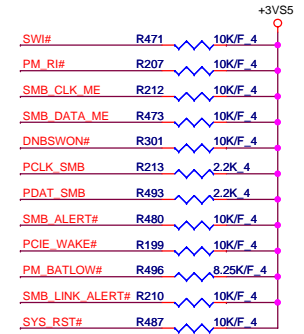 +3VS5
SWI# R471 10K/F_4
PM_RI# R207 10K/F_4
SMB_CLK_ME R212 10K/F_4
SMB_DATA_ME R473 10K/F_4
DNBSWON# R301 10K/F_4
PCLK_SMB R213 2.2K_4
PDAT_SMB R493 2.2K_4
SMB_ALERT# R480 10K/F_4
PCIE_WAKE# R199 10K/F_4
PM_BATLOW# R496 8.25K/F_4
SMB_LINK_ALERT# R210 10K/F_4
SYS_RST# R487 10K/F_4